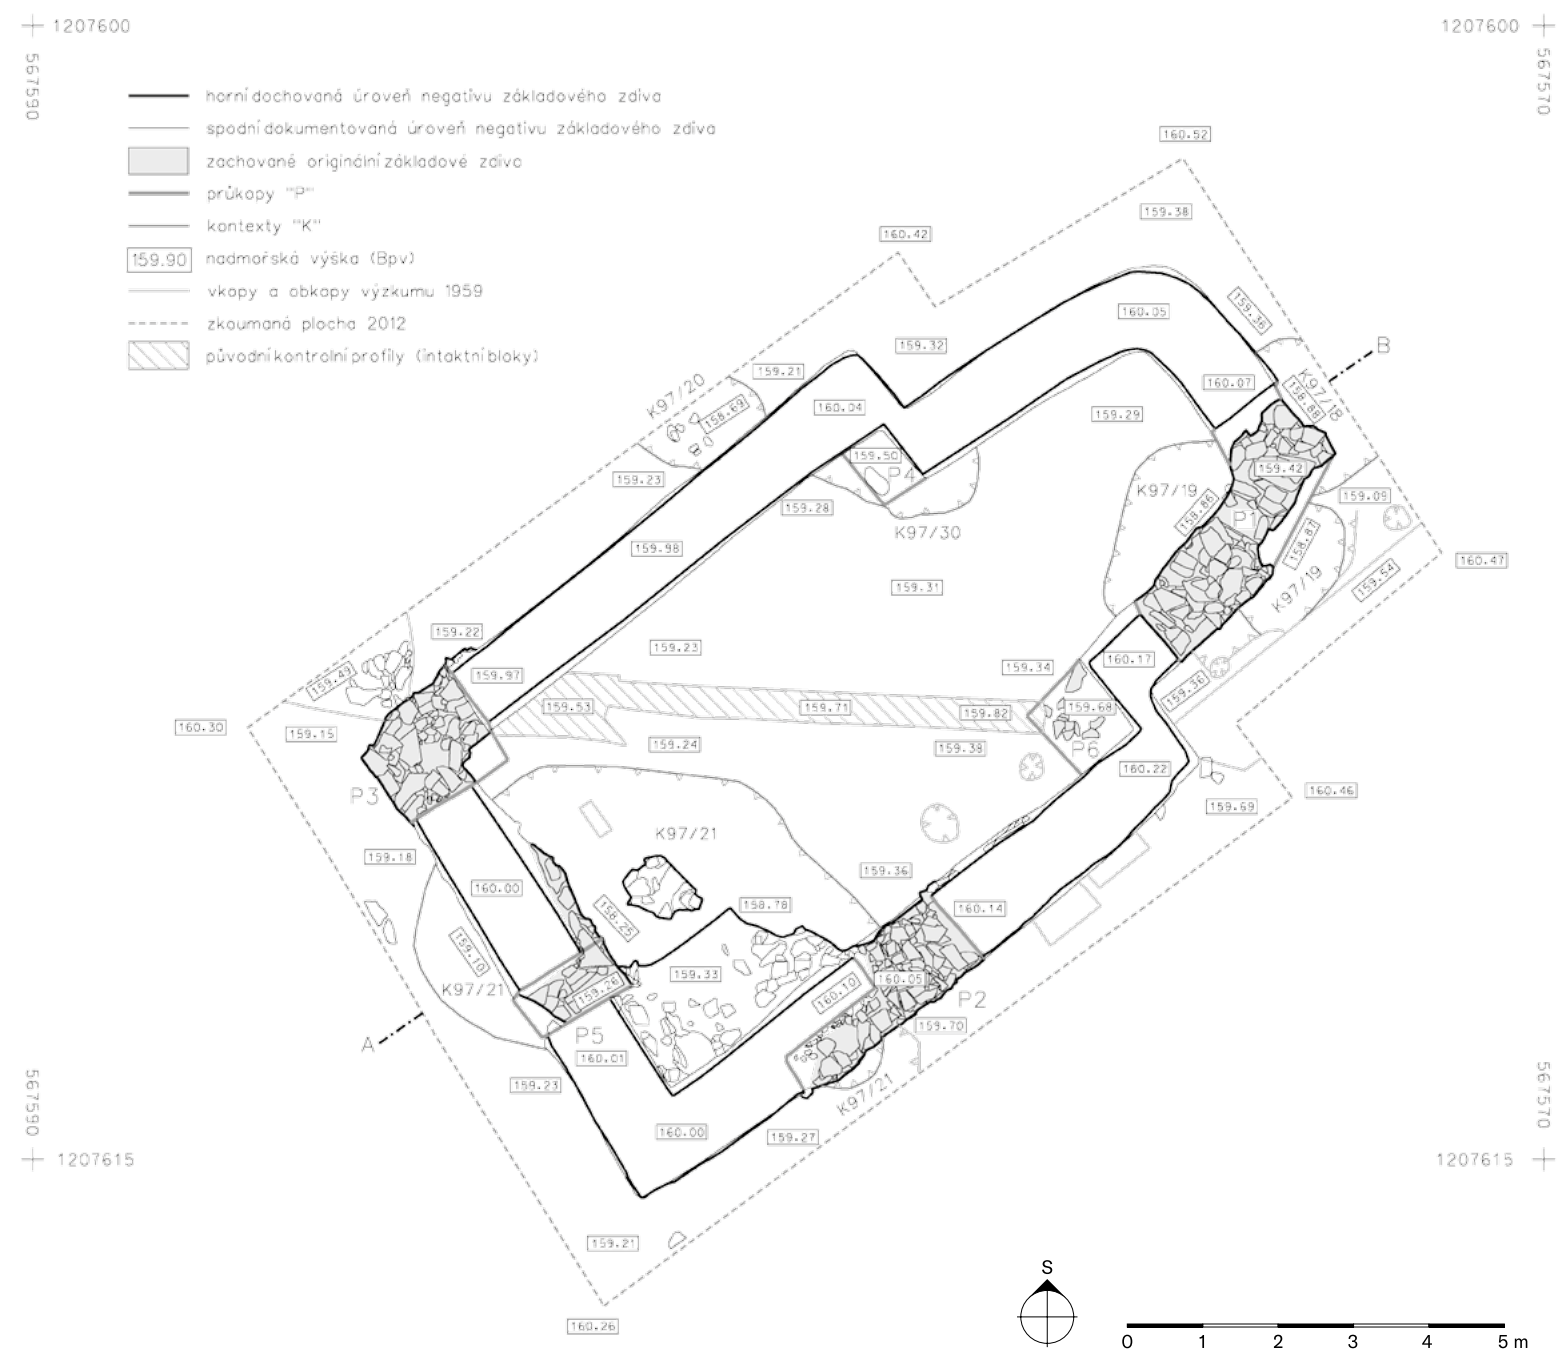 1207600
1207600
567590
567570
horní dochovaná úroveň negativu základového zdiva
spodní dokumentovaná úroveň negativu základového zdiva
zachované originální základové zdivo
průkopy "P"
kontexty "K"
159.90 nadmořská výška (Bpv)
vkopy a obkopy výzkumu 1959
zkoumaná plocha 2012
původní kontrolní profily (intaktní bloky)
160.52
159.38
160.42
160.05
159.36
159.32
B
159.21
160.07
K97/18
158.88
K97/20
158.69
160.04
159.29
159.50
P4
159.42
159.23
K97/19
159.09
159.28
158.86
P1
K97/30
158.87
159.98
160.47
159.54
159.31
K97/19
159.22
159.23
160.17
159.34
159.97
159.49
159.36
159.53
159.71
159.82
159.68
160.30
159.15
159.24
159.38
P6
160.22
P3
160.46
159.69
K97/21
159.18
159.36
160.00
158.78
160.14
158.25
159.10
159.33
160.05
K97/21
159.26
160.10
P2
159.70
P5
A
160.01
159.23
K97/21
160.00
159.27
567590
567570
1207615
1207615
159.21
160.26
S
0 1 2 3 4 5 m